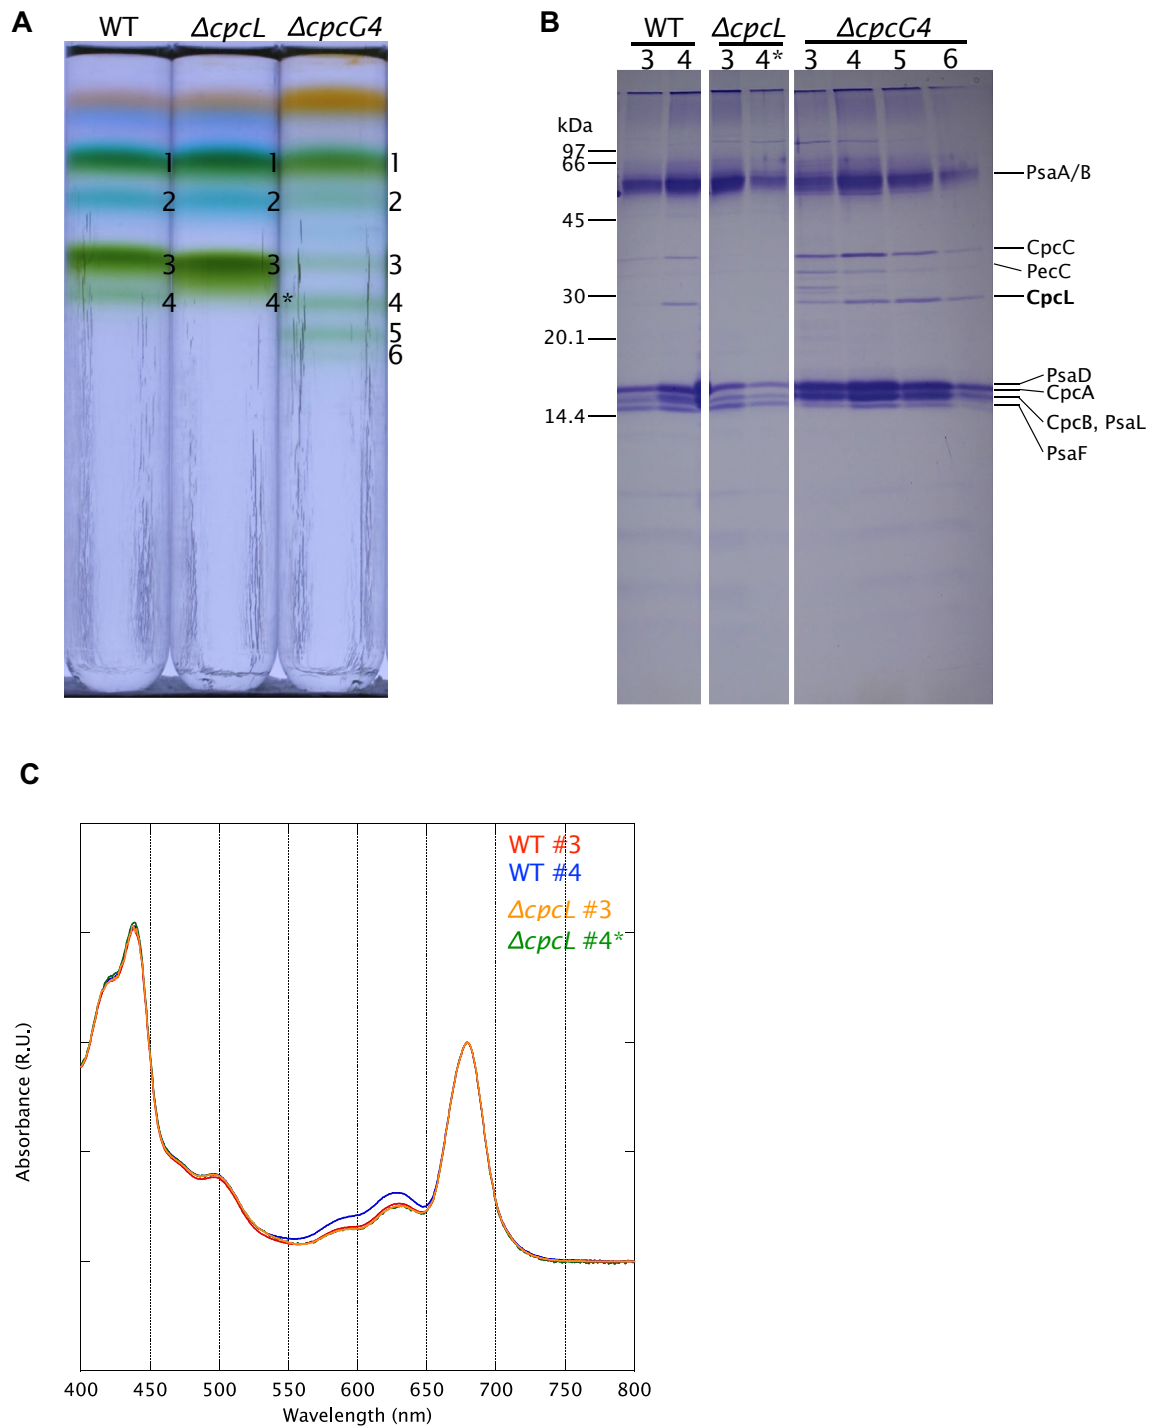 A
WT ΔcpcL ΔcpcG4
1 1 1
2 2 2
3 3 3
4 4* 4
5
6
B
WT ΔcpcL ΔcpcG4
3 4 3 4* 3 4 5 6
kDa
97
66
45
30
20.1
14.4
PsaA/B
CpcC
PecC
CpcL
PsaD
CpcA
CpcB, PsaL
PsaF
C
WT #3
WT #4
ΔcpcL #3
ΔcpcL #4*
Absorbance (R.U.)
400 450 500 550 600 650 700 750 800
Wavelength (nm)